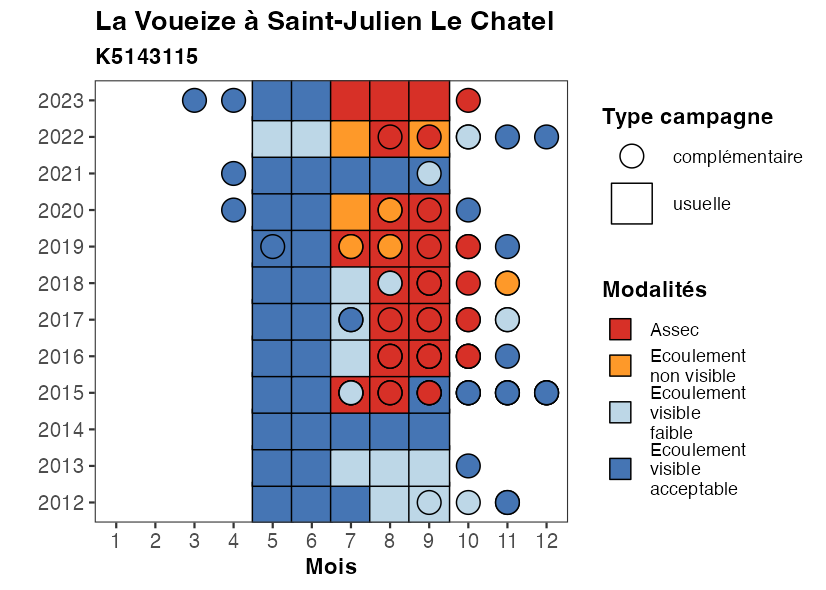 La Voueize à Saint-Julien Le Chatel
K5143115
2023
2022
2021
2020
2019
2018
2017
2016
2015
2014
2013
2012
1 2 3 4 5 6 7 8 9 10 11 12
Mois
Type campagne
complémentaire
usuelle
Modalités
Assec
Ecoulement
non visible
Ecoulement
visible
faible
Ecoulement
visible
acceptable